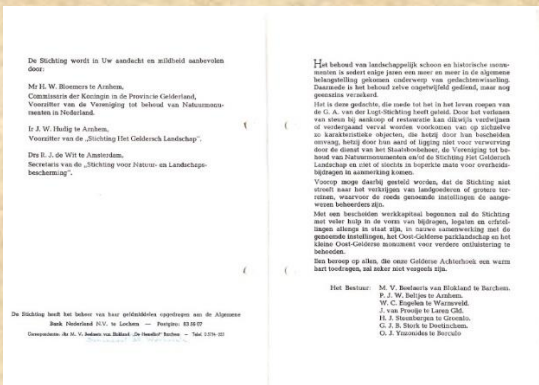 De Stichting wordt in Uw aandacht en mildheid aanbevolen
door:
Mr H. W. Bloemers te Arnhem,
Commissaris der Koningin in de Provincie Gelderland,
Voorzitter van de Vereniging tot behoud van Natuurmonu-
menten in Nederland.
Ir J. W. Hudig te Arnhem,
Voorzitter van de „Stichting Het Geldersch Landschap".
Drs E. J. de Wit te Amsterdam,
Secretaris van de „Stichting voor Natuur- en Landschaps-
bescherming".
De Stichting heeft het beheer van haar geldmiddelen opgedragen aan de Algemene
Bank Nederland N.V. te Lochem — Postgiro: 83 59 07
Correspondentie: Mr M. V. Beelaerts van Blokland „De Heerdhof" Barchem — Tel.
Het behoud van landschappelijk schoon en historische monu-
menten is aedert enige jaren een meer en meer in de algemene
belangstelling gekomen onderwerp van gedachtenwisseling.
Daarmede is het behoud zelve ongetwijfeld gediend, maar nog
geenszins verzekerd.
Het is deze gedachte, die mede tot het in het leven roepen van
de G. A. van der Lugt-Stichting heeft geleid. Door het verlenen
van steun bij aankoop of restauratie kan dikwijls verdwijnen
of verdergaand verval worden voorkomen van op zichzelve
zo karakteristieke objecten, die hetzij door hun bescheiden
omvang, hetzij door hun aard of ligging niet voor verwerving
door de dienst van het Staatsbosbeheer, de Vereniging tot be-
houd van Natuurmonumenten en/of de Stichting Het Geldersch
Landschap en niet of slechts in beperkte mate voor overheids-
bijdragen in aanmerking komen.
Voorop moge daarbij gesteld worden, dat de Stichting niet
streeft naar het verkrijgen van landgoederen of grotere ter-
reinen, waarvoor de reeds genoemde instellingen de aange-
wezen beheerders zijn.
Met een bescheiden werkkapitaal begonnen zal de Stichting
met veler hulp in de vorm van bijdragen, legaten en erfstel-
lingen allengs in staat zijn, in nauwe samenwerking met de
genoemde instellingen, het Oost-Gelderse parklandschap en het
kleine Oost-Gelderse monument voor verdere ontluistering te
behoeden.
Een beroep op allen, die onze Gelderse Achterhoek een warm
hart toedragen, zal zeker niet vergeefs zijn.
Het Bestuur: M. V. Beelaerts van Blokland te Barchem.
P. J. W. Beltjes te Arnhem.
W. C. Engelen te Warnsveld.
J. van Prooije te Laren Gld.
H. J. Steenbergen te Groenlo.
G. J. B. Stork te Doetinchem.
O. J. Yssonides te Borculo